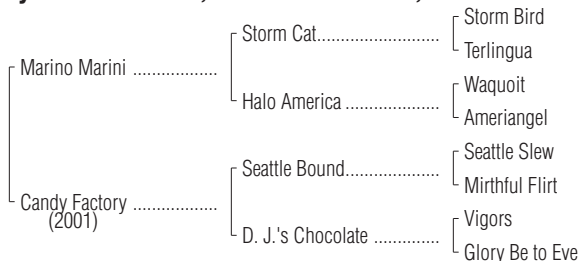 Storm Bird
Storm Cat....................
Terlingua
Marino Marini .................
Waquoit
Halo America ....................
Ameriangel
Seattle Slew
Seattle Bound....................
Mirthful Flirt
Candy Factory .................
(2001)
Vigors
D. J.'s Chocolate ..............
Glory Be to Eve